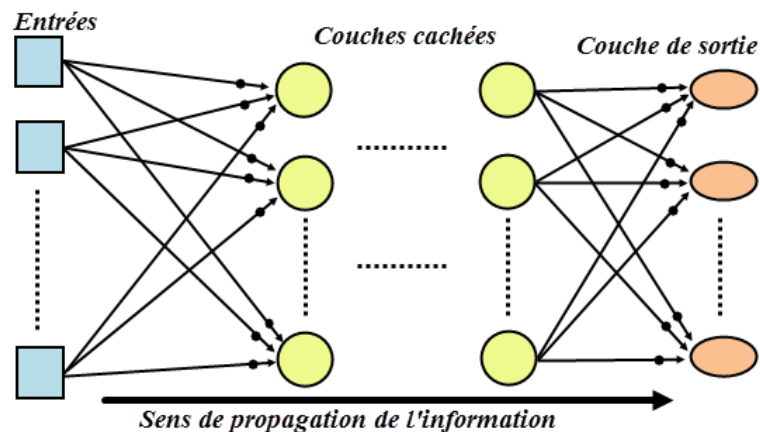 Entrées
Couches cachées
Couche de sortie
Sens de propagation de l'information